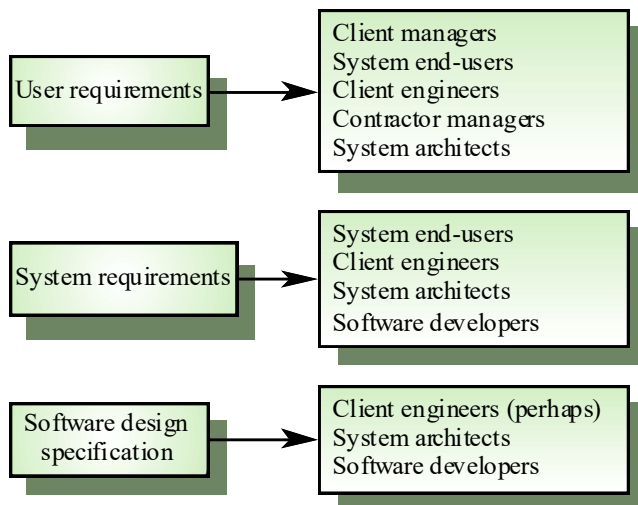 User requirements
Client managers
System end-users
Client engineers
Contractor managers
System architects
System requirements
System end-users
Client engineers
System architects
Software developers
Software design
specification
Client engineers (perhaps)
System architects
Software developers